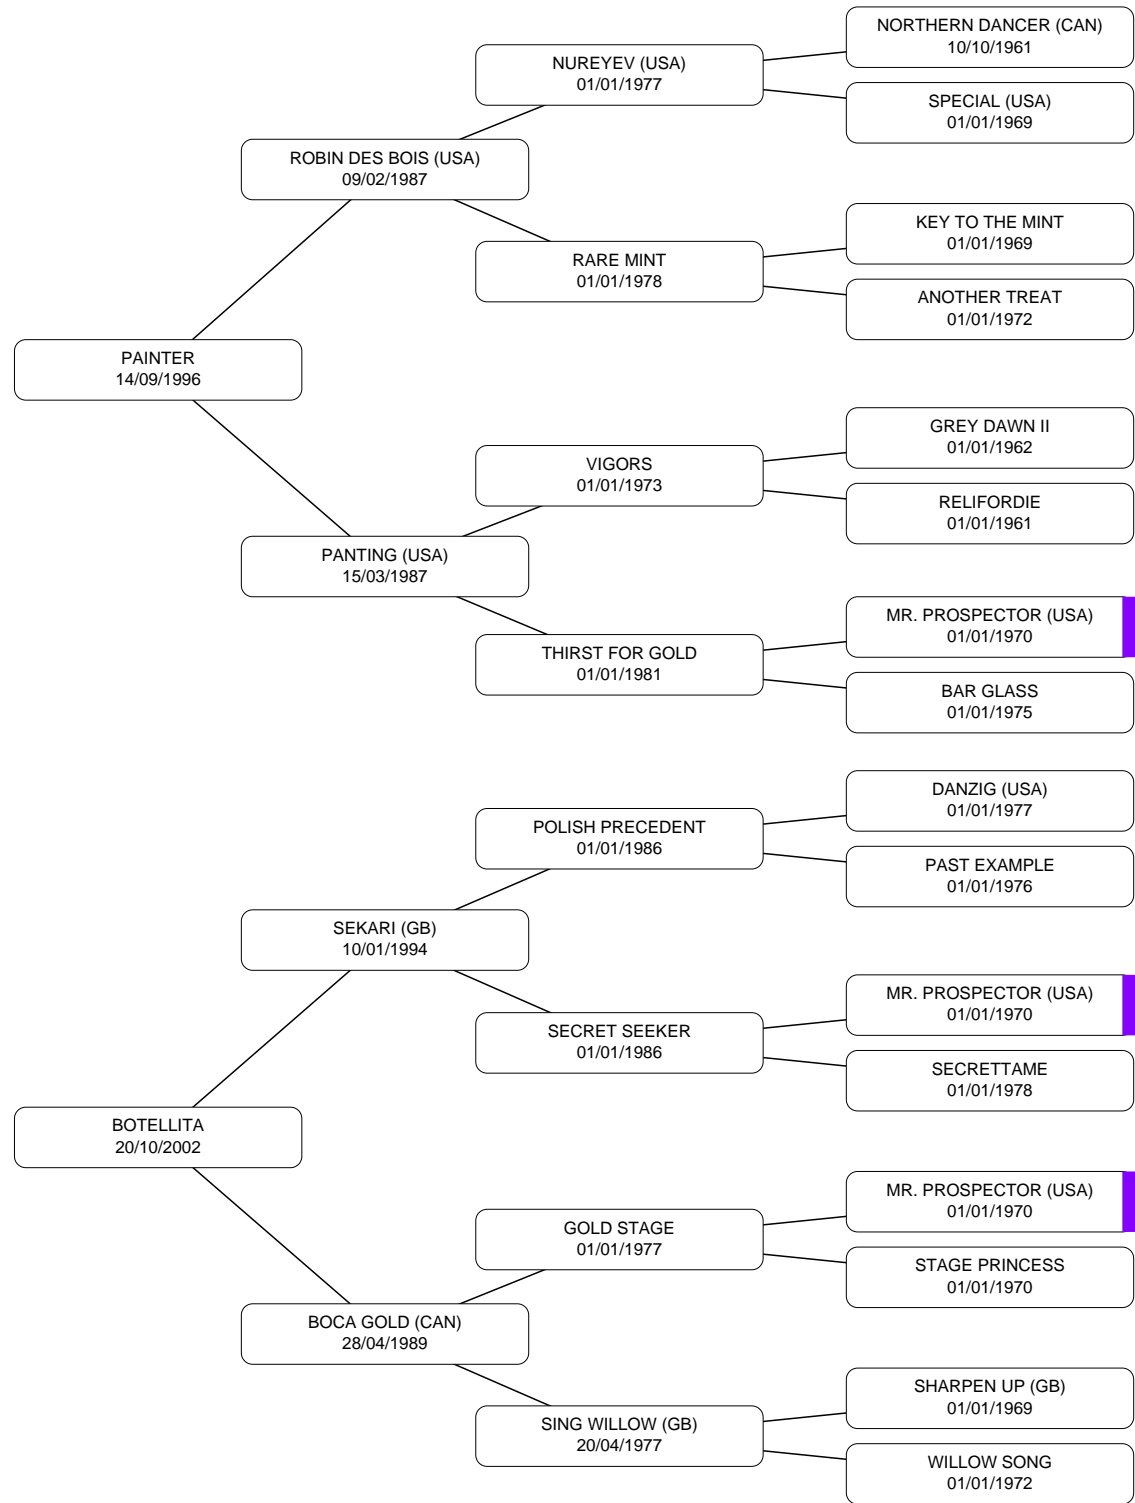 NORTHERN DANCER (CAN)
10/10/1961
NUREYEV (USA)
01/01/1977
SPECIAL (USA)
01/01/1969
ROBIN DES BOIS (USA)
09/02/1987
KEY TO THE MINT
01/01/1969
RARE MINT
01/01/1978
ANOTHER TREAT
01/01/1972
PAINTER
14/09/1996
GREY DAWN II
01/01/1962
VIGORS
01/01/1973
RELIFORDIE
01/01/1961
PANTING (USA)
15/03/1987
MR. PROSPECTOR (USA)
01/01/1970
THIRST FOR GOLD
01/01/1981
BAR GLASS
01/01/1975
DANZIG (USA)
01/01/1977
POLISH PRECEDENT
01/01/1986
PAST EXAMPLE
01/01/1976
SEKARI (GB)
10/01/1994
MR. PROSPECTOR (USA)
01/01/1970
SECRET SEEKER
01/01/1986
SECRETTAME
01/01/1978
BOTELLITA
20/10/2002
MR. PROSPECTOR (USA)
01/01/1970
GOLD STAGE
01/01/1977
STAGE PRINCESS
01/01/1970
BOCA GOLD (CAN)
28/04/1989
SHARPEN UP (GB)
01/01/1969
SING WILLOW (GB)
20/04/1977
WILLOW SONG
01/01/1972